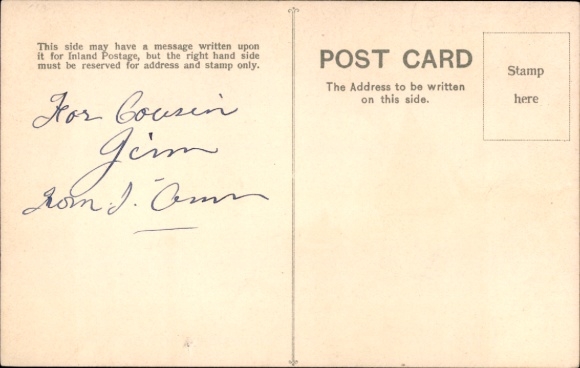 This side may have a message written upon
it for Inland Postage, but the right hand side
must be reserved for address and stamp only.
For Cousin
Jim
From J.
POST CARD
The Address to be written
on this side.
Stamp
here